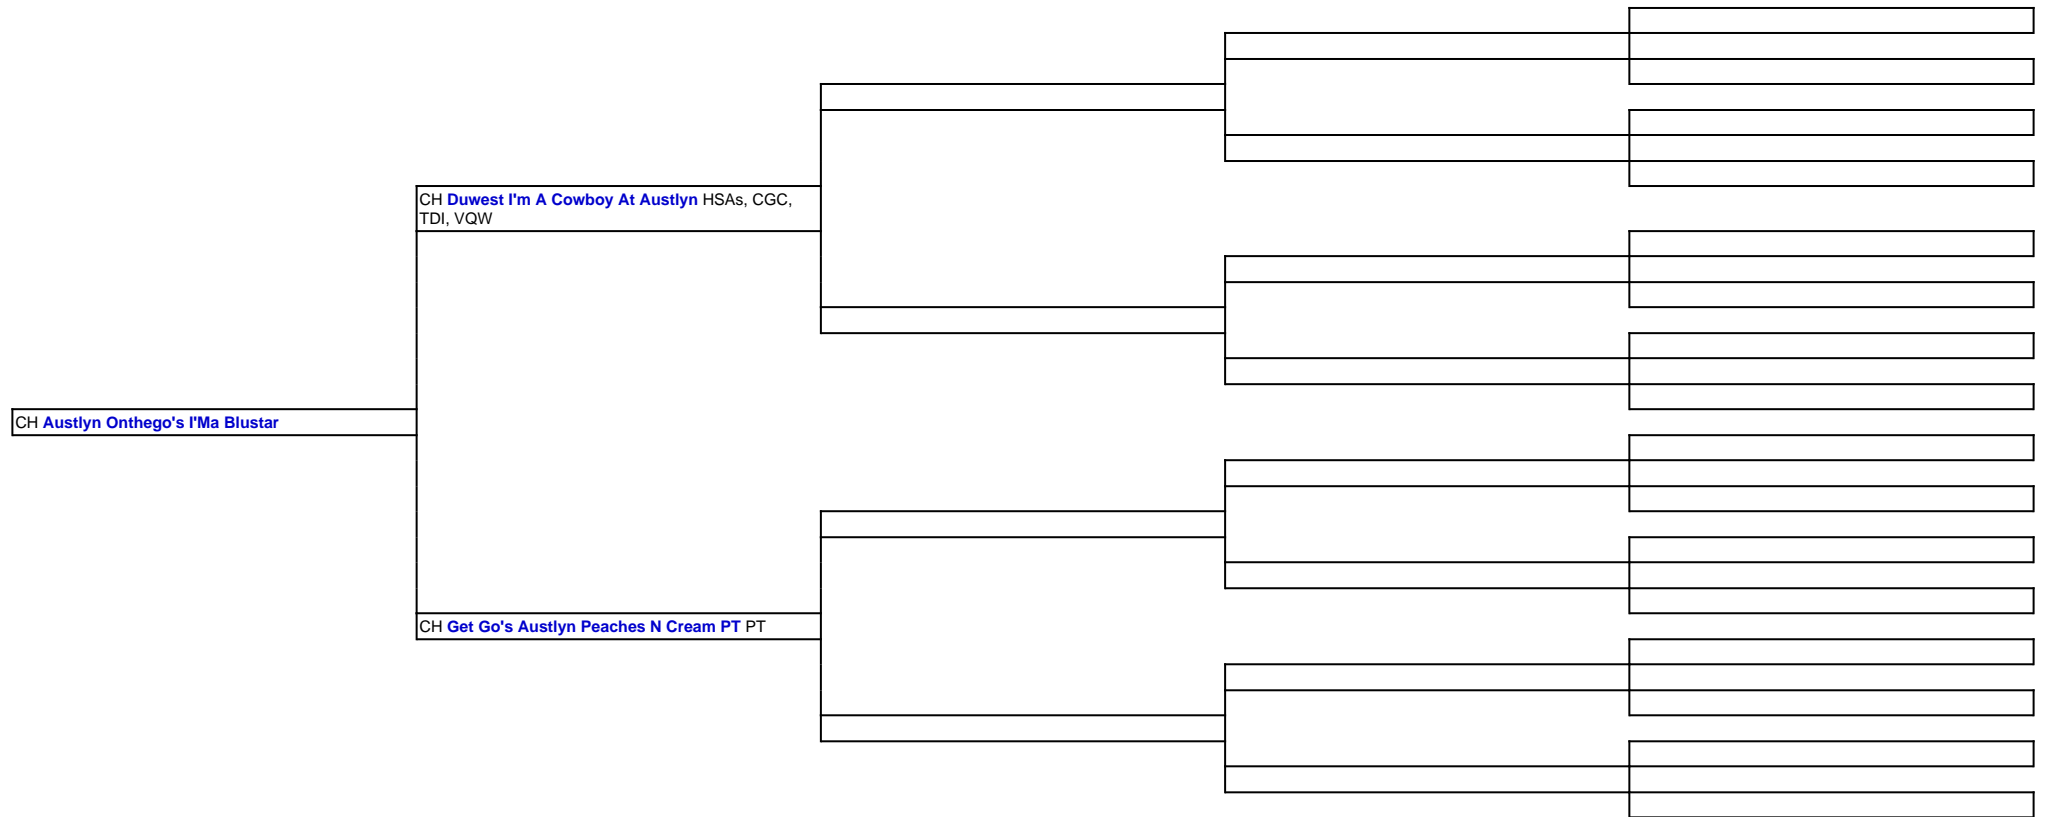 CH Duwest I'm A Cowboy At Austlyn HSAs, CGC,
TDI, VQW
CH Austlyn Onthego's I'Ma Blustar
CH Get Go's Austlyn Peaches N Cream PT PT